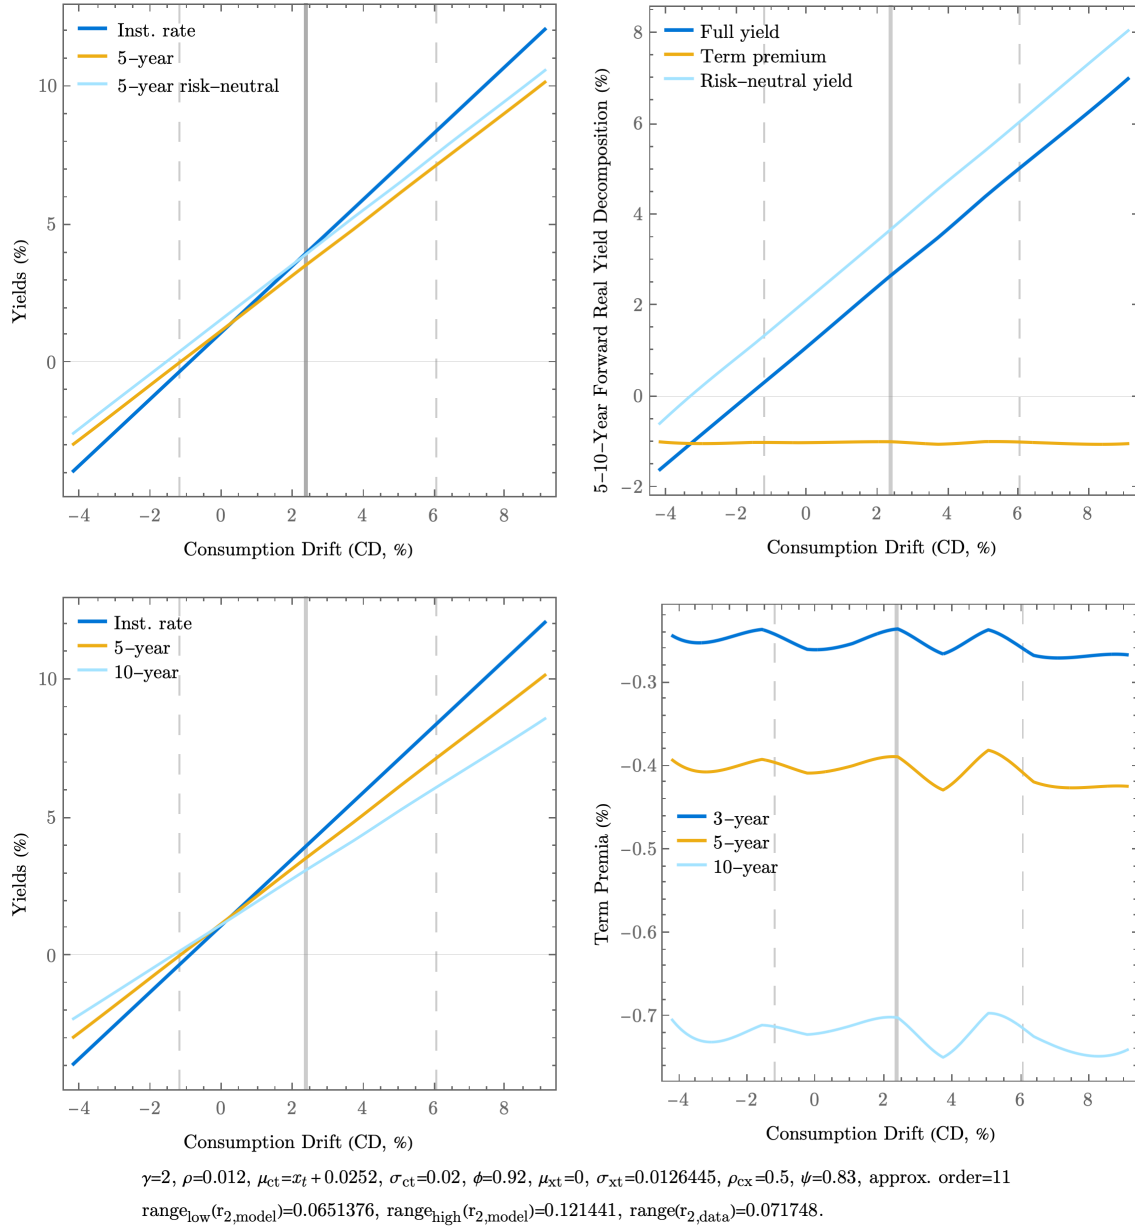 Inst. rate
5−year
5−year risk−neutral
10
5
0
Yields (%)
−4
−2
0
2
4
6
8
Consumption Drift (CD, %)
Full yield
Term premium
Risk−neutral yield
8
6
4
2
0
−2
5−10−Year Forward Real Yield Decomposition (%)
−4
−2
0
2
4
6
8
Consumption Drift (CD, %)
Inst. rate
5−year
10−year
10
5
0
Yields (%)
−4
−2
0
2
4
6
8
Consumption Drift (CD, %)
−0.3
−0.4
−0.5
−0.6
−0.7
3−year
5−year
10−year
Term Premia (%)
−4
−2
0
2
4
6
8
Consumption Drift (CD, %)
γ=2, ρ=0.012, μct=xt+0.0252, σct=0.02, ϕ=0.92, μxt=0, σxt=0.0126445, ρcx=0.5, ψ=0.83, approx. order=11
rangelow(r2,model)=0.0651376, rangehigh(r2,model)=0.121441, range(r2,data)=0.071748.